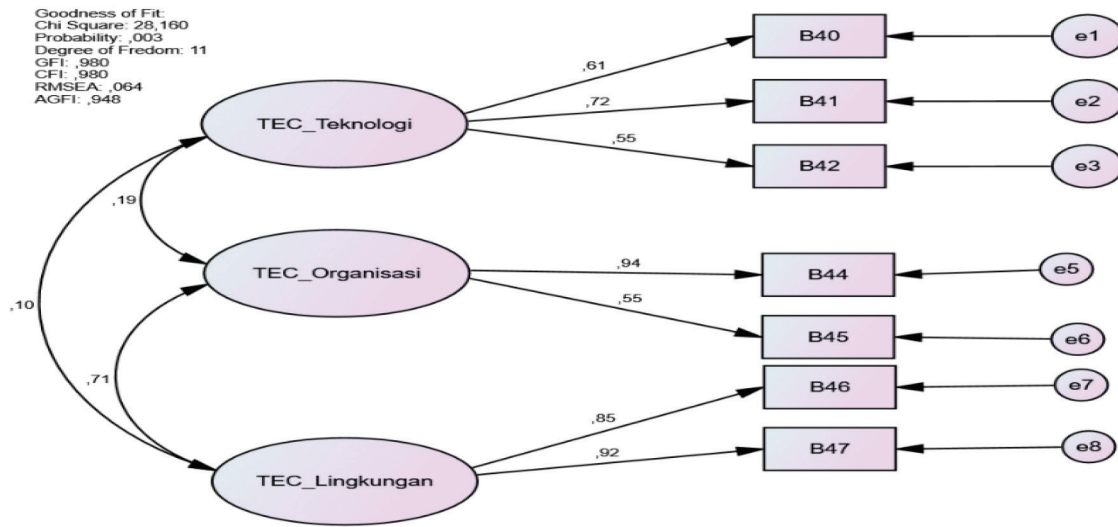 Goodness of Fit:
Chi Square: 28,160
Probability: ,003
Degree of Fredom: 11
GFI: ,980
CFI: ,980
RMSEA: ,064
AGFI: ,948
TEC_Teknologi
,61
B40
e1
,72
B41
e2
,55
B42
e3
,19
TEC_Organisasi
,94
B44
e5
,55
B45
e6
,10
,71
TEC_Lingkungan
,85
B46
e7
,92
B47
e8